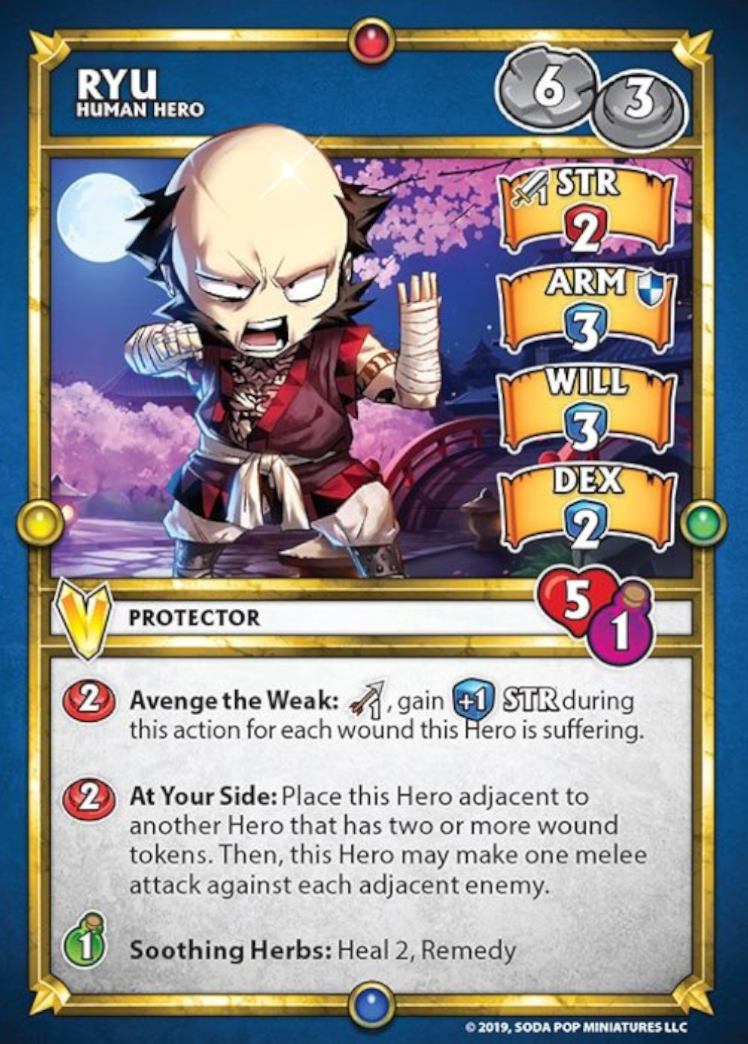 RYU
HUMAN HERO
6
3
STR
2
ARM
3
WILL
3
DEX
2
5
1
PROTECTOR
2 Avenge the Weak: 1, gain +1 STR during
this action for each wound this Hero is suffering.
2 At Your Side: Place this Hero adjacent to
another Hero that has two or more wound
tokens. Then, this Hero may make one melee
attack against each adjacent enemy.
1 Soothing Herbs: Heal 2, Remedy
© 2019, SODA POP MINIATURES LLC